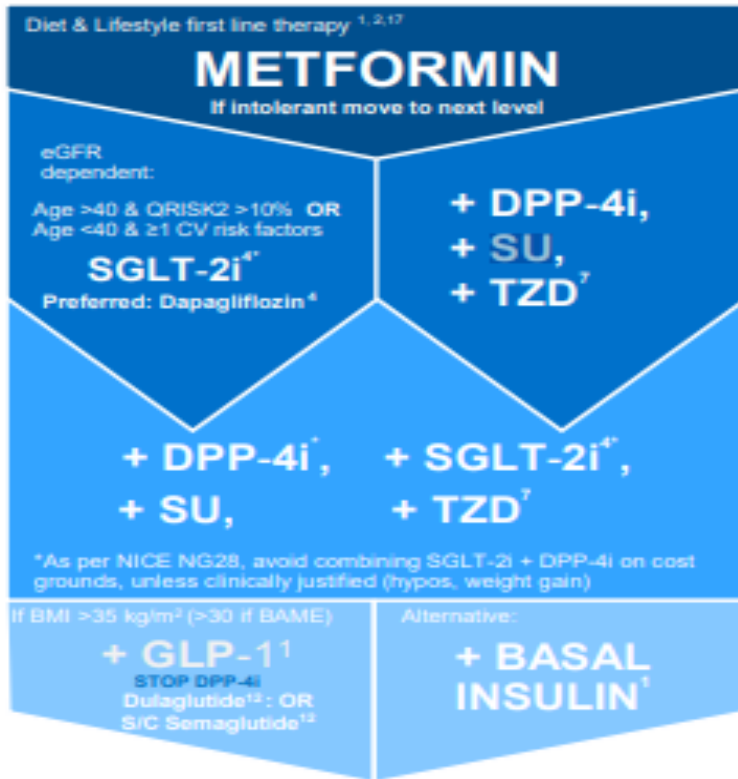 Diet & Lifestyle first line therapy 1, 2,17
METFORMIN
If intolerant move to next level
eGFR
dependent:
Age >40 & QRISK2 >10% OR
Age <40 & ≥1 CV risk factors
SGLT-2i4*
Preferred: Dapagliflozin4
+ DPP-4i,
+ SU,
+ TZD7
+ DPP-4i*, + SGLT-2i4*,
+ SU, + TZD7
*As per NICE NG28, avoid combining SGLT-2i + DPP-4i on cost
grounds, unless clinically justified (hypos, weight gain)
If BMI >35 kg/m² (>30 if BAME)
+ GLP-1¹
STOP DPP-4i
Dulaglutide¹²: OR
S/C Semaglutide¹²
Alternative:
+ BASAL
INSULIN¹